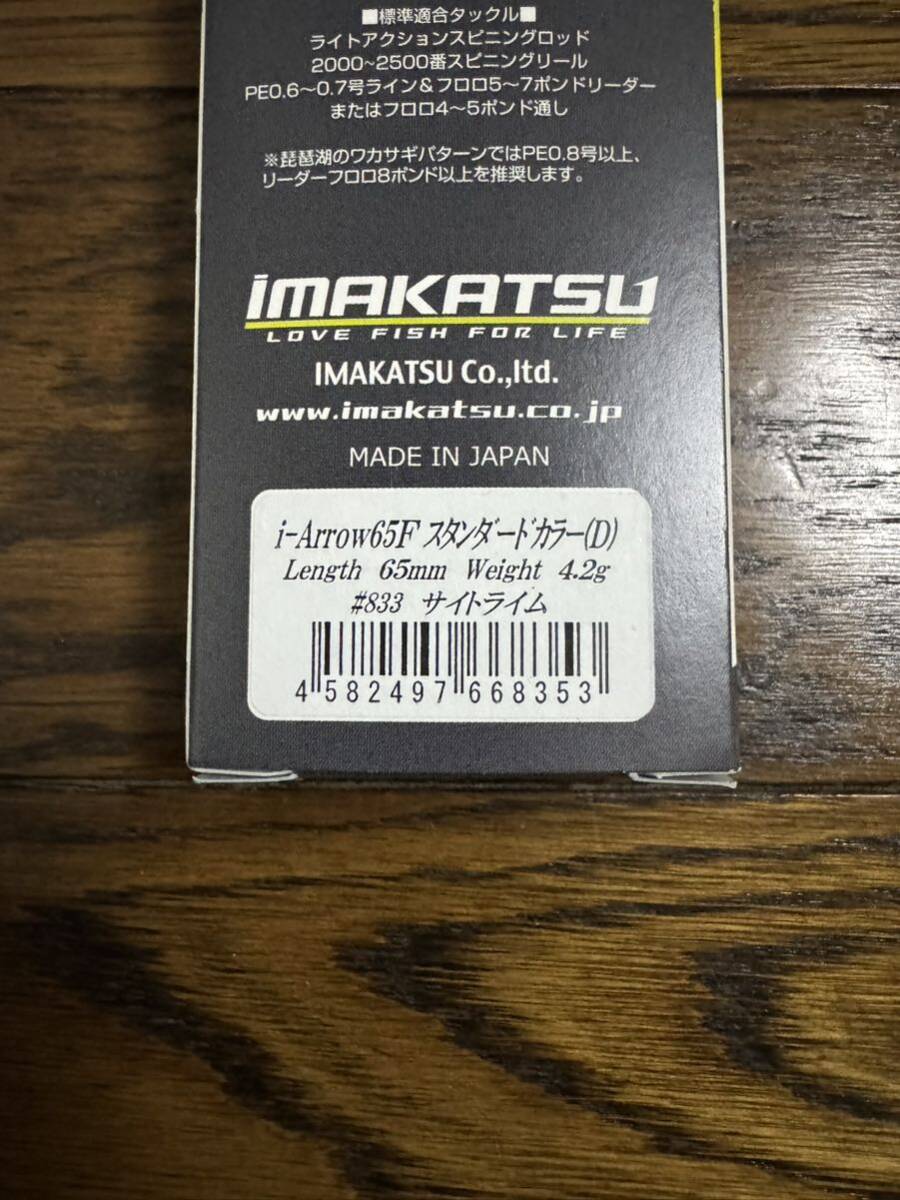 ■標準適合タックル■
ライトアクションスピニングロッド
2000~2500番スピニングリール
PE0.6～0.7号ライン＆フロロ5～7ポンドリーダー
またはフロロ4～5ポンド通し
※琵琶湖のワカサギパターンではPE0.8号以上、
リーダーフロロ8ポンド以上を推奨します。
iMAKATSU
LOVE FISH FOR LIFE
IMAKATSU Co.,ltd.
www.imakatsu.co.jp
MADE IN JAPAN
i-Arrow65F スタンダードカラー(D)
Length 65mm Weight 4.2g
#833 サイトライム
4 582497 668353